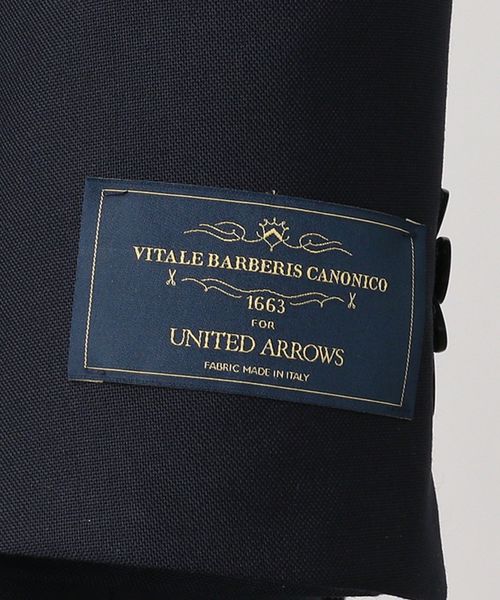 VITALE BARBERIS CANONICO
1663
FOR
UNITED ARROWS
FABRIC MADE IN ITALY